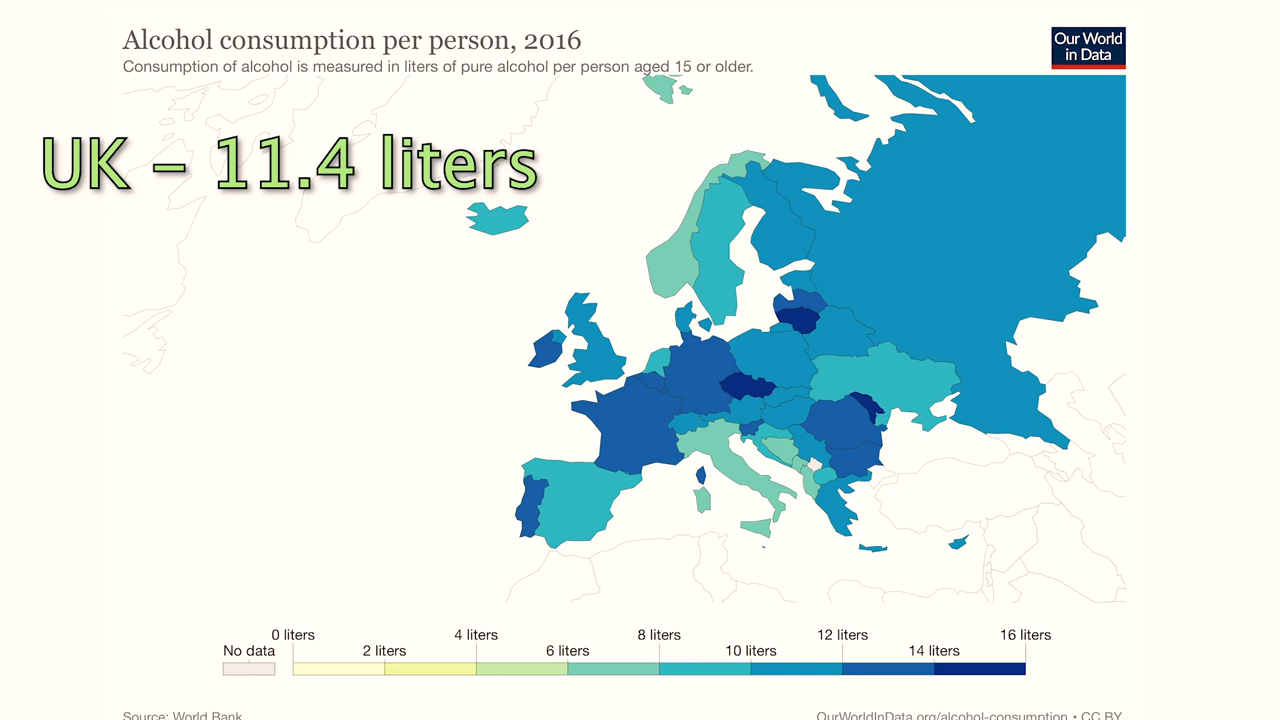 Alcohol consumption per person, 2016
Consumption of alcohol is measured in liters of pure alcohol per person aged 15 or older.
Our World
in Data
UK – 11.4 liters
0 liters 4 liters 8 liters 12 liters 16 liters
No data 2 liters 6 liters 10 liters 14 liters
Source: World Bank OurWorldInData.org/alcohol-consumption • CC BY